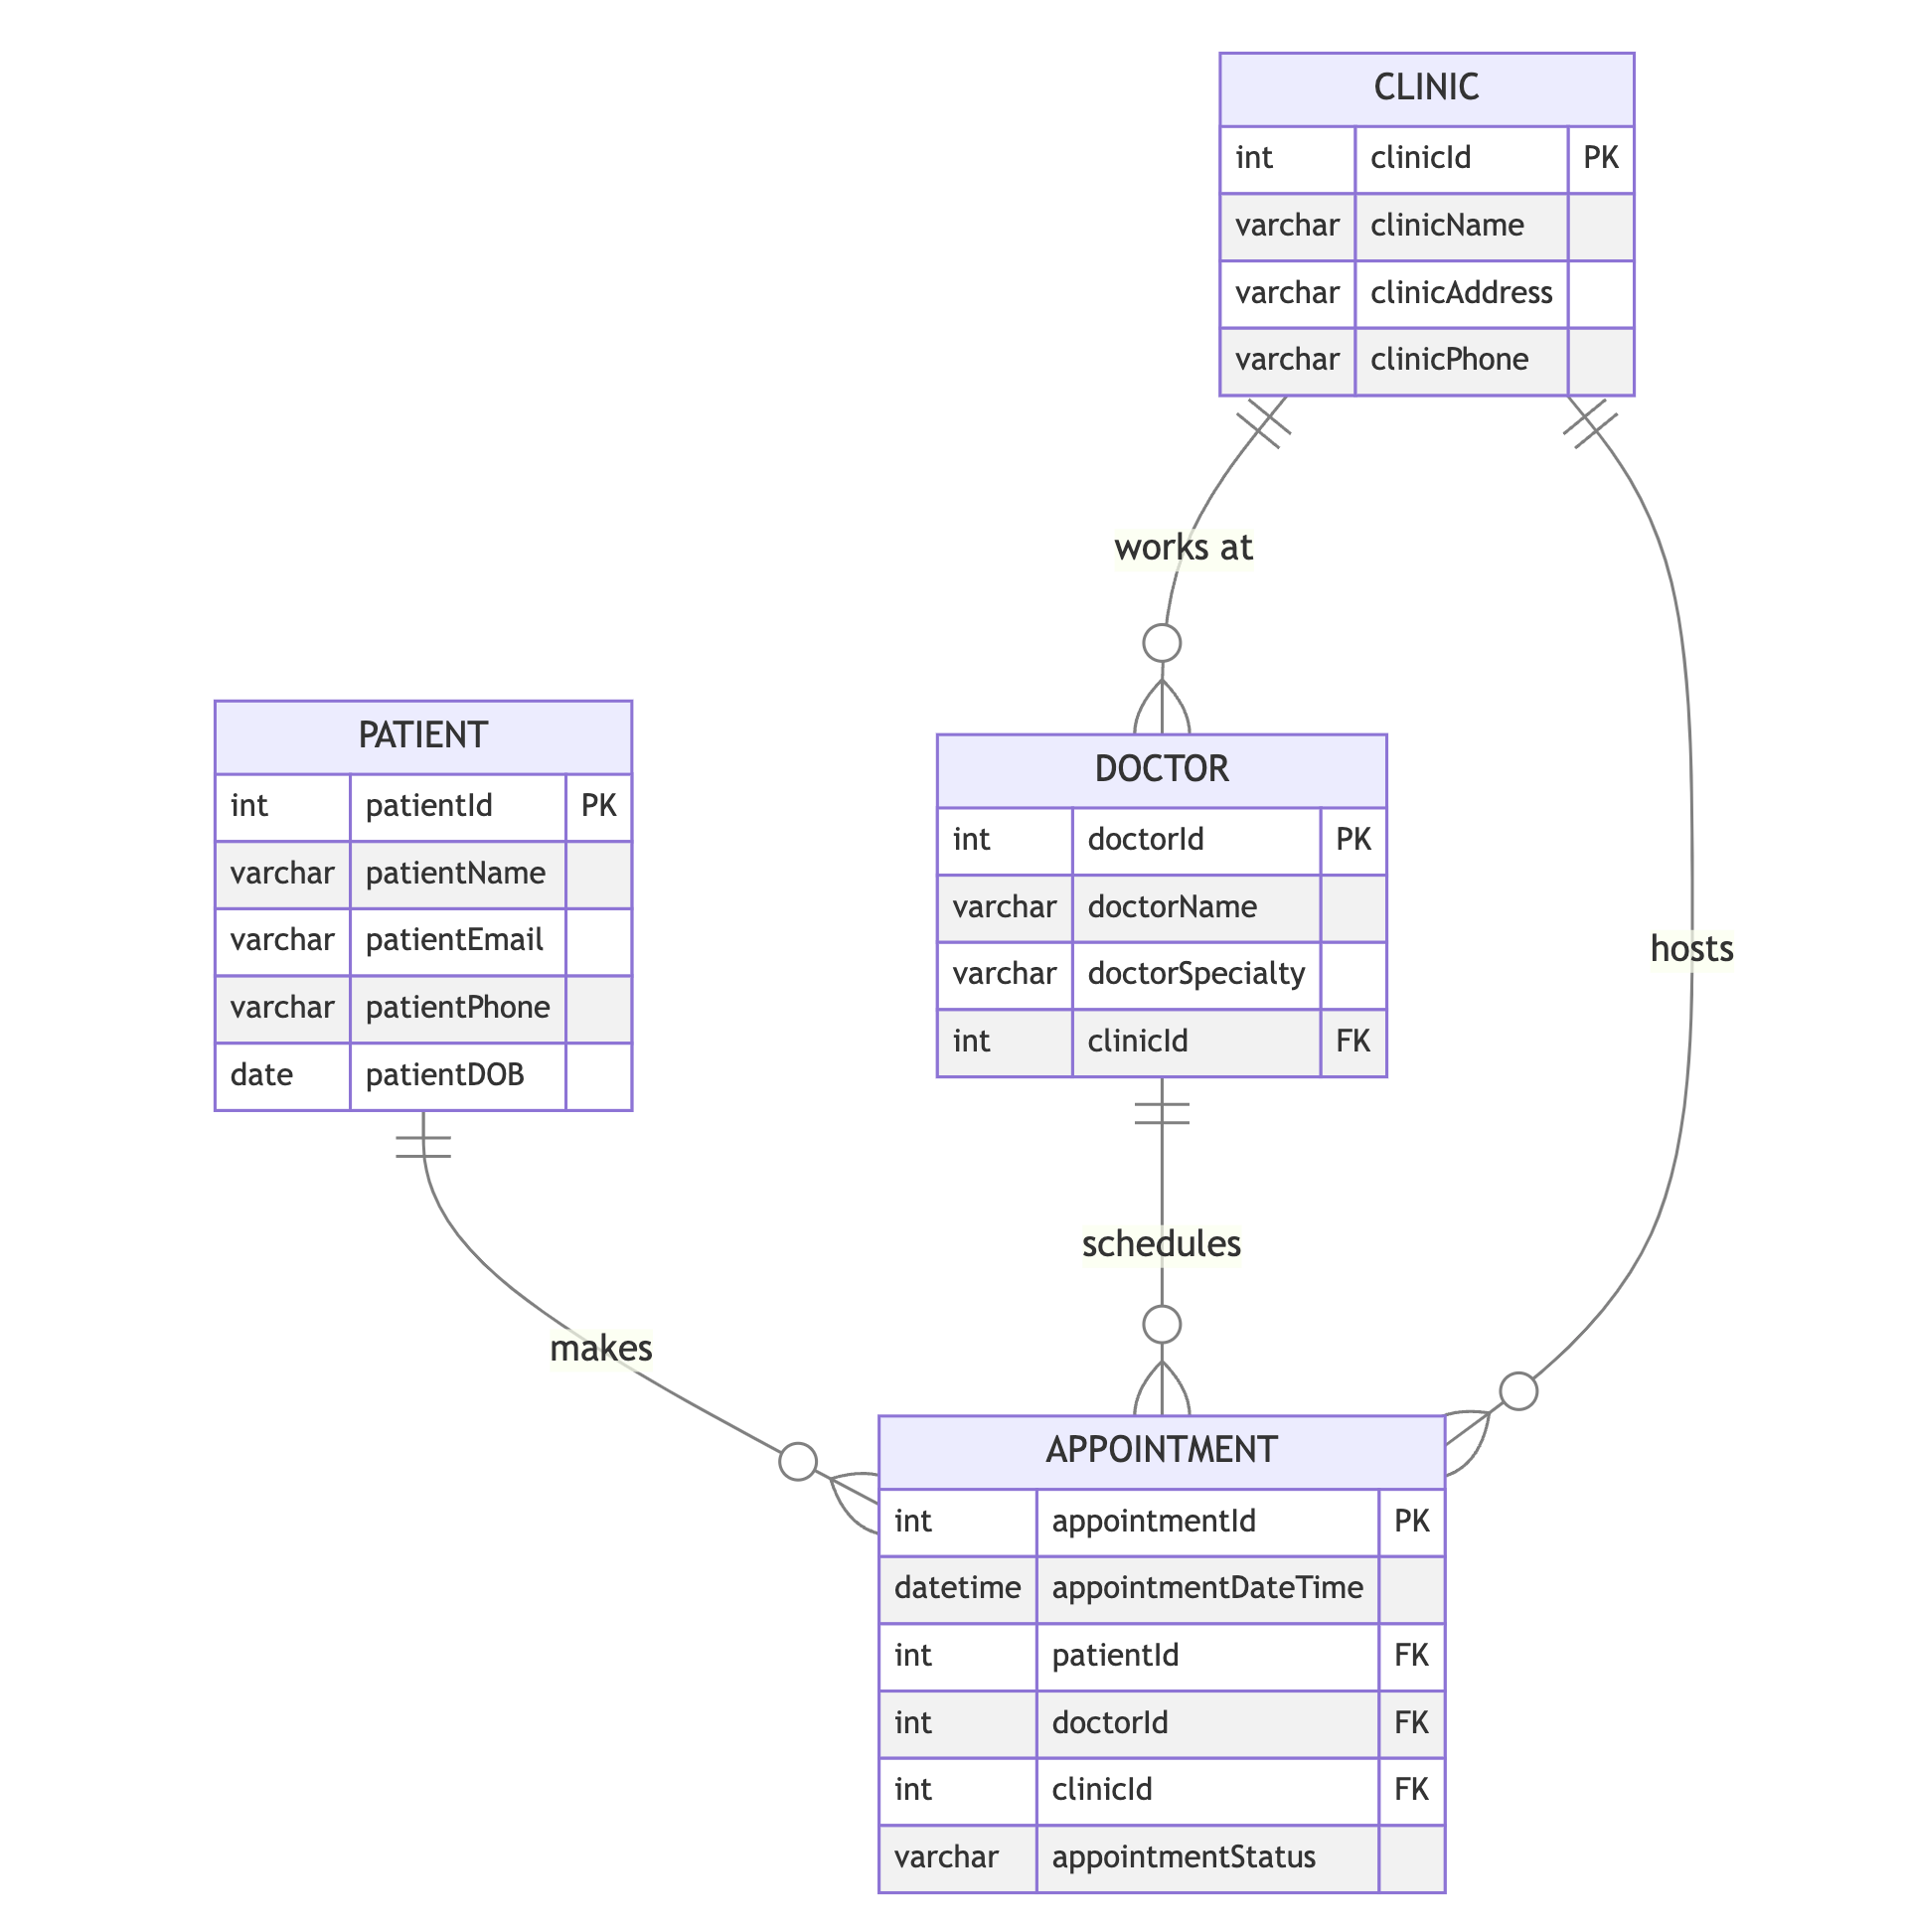 CLINIC
int clinicId PK
varchar clinicName
varchar clinicAddress
varchar clinicPhone
works at
PATIENT
int patientId PK
varchar patientName
varchar patientEmail
varchar patientPhone
date patientDOB
DOCTOR
int doctorId PK
varchar doctorName
varchar doctorSpecialty
int clinicId FK
hosts
schedules
makes
APPOINTMENT
int appointmentId PK
datetime appointmentDateTime
int patientId FK
int doctorId FK
int clinicId FK
varchar appointmentStatus